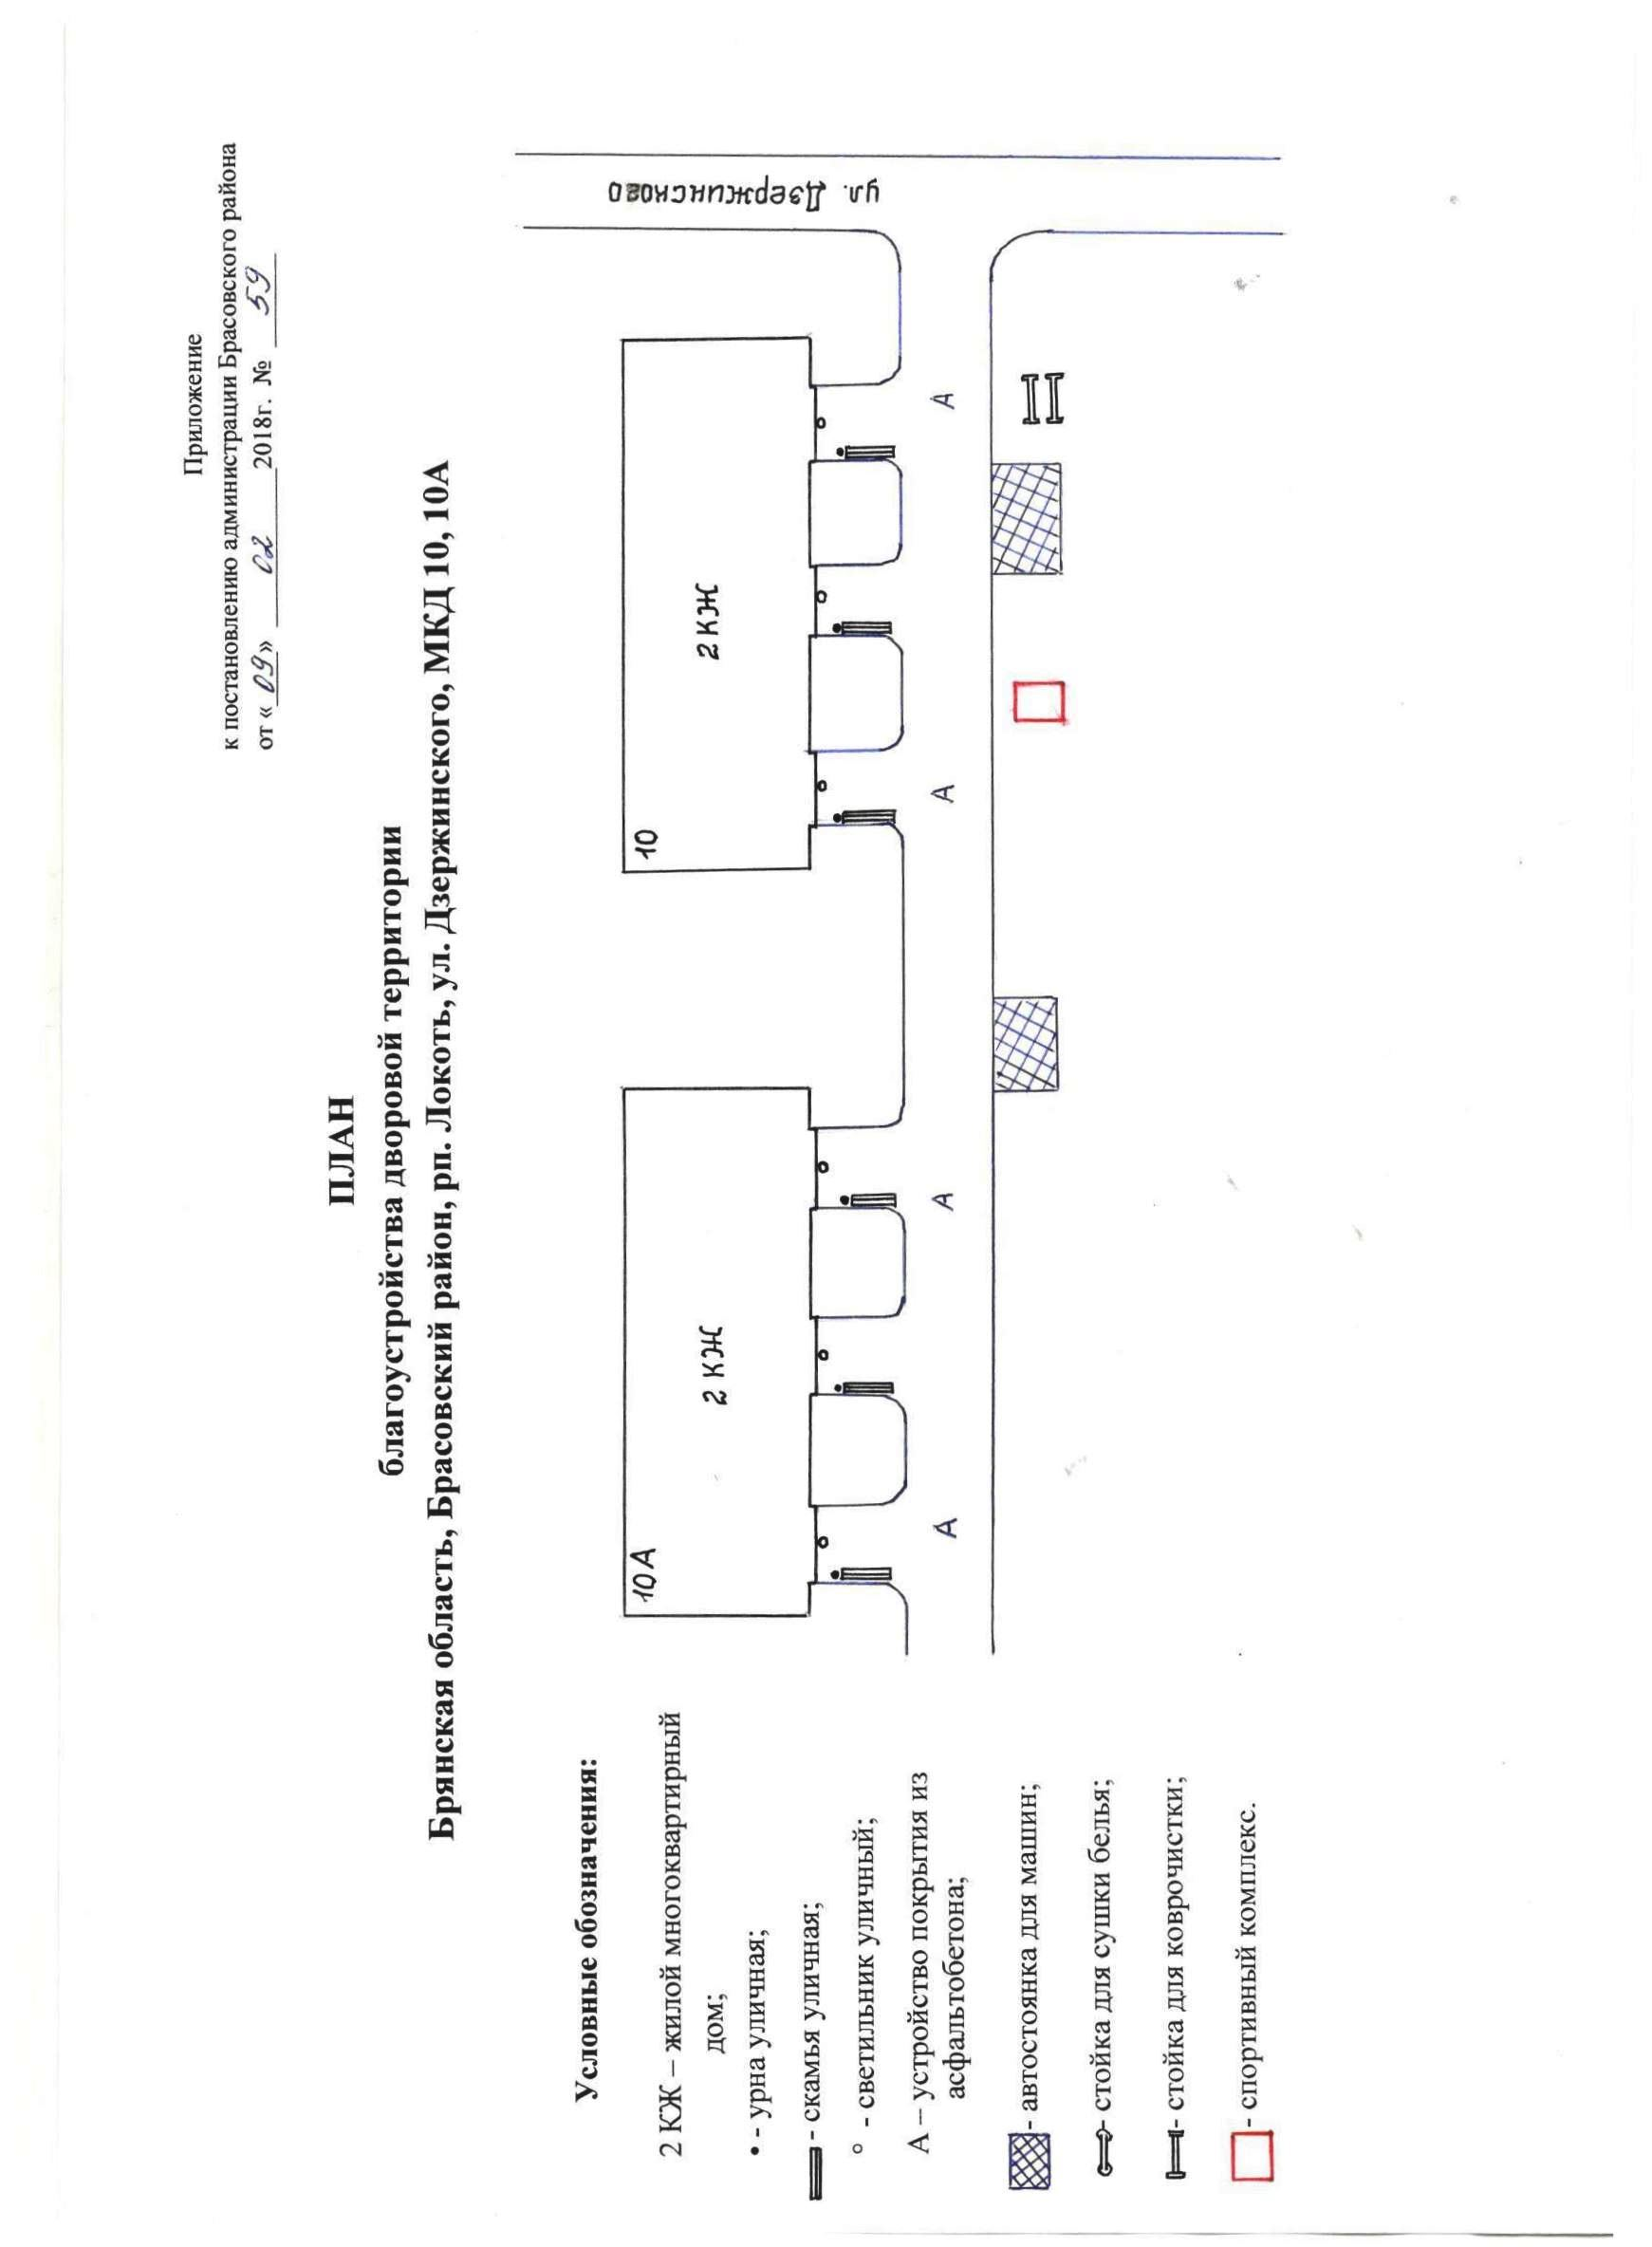 Приложение
к постановлению администрации Брасовского района
от «09» 02 2018г. № 59
ПЛАН
благоустройства дворовой территории
Брянская область, Брасовский район, рп. Локоть, ул. Дзержинского, МКД 10, 10А
Условные обозначения:
2 КЖ – жилой многоквартирный
дом;
• - урна уличная;
- скамья уличная;
○ - светильник уличный;
А – устройство покрытия из
асфальтобетона;
- автостоянка для машин;
- стойка для сушки белья;
- стойка для коврочистки;
- спортивный комплекс.
10А
2 КЖ
10
2 КЖ
А
А
А
А
ул. Дзержинского